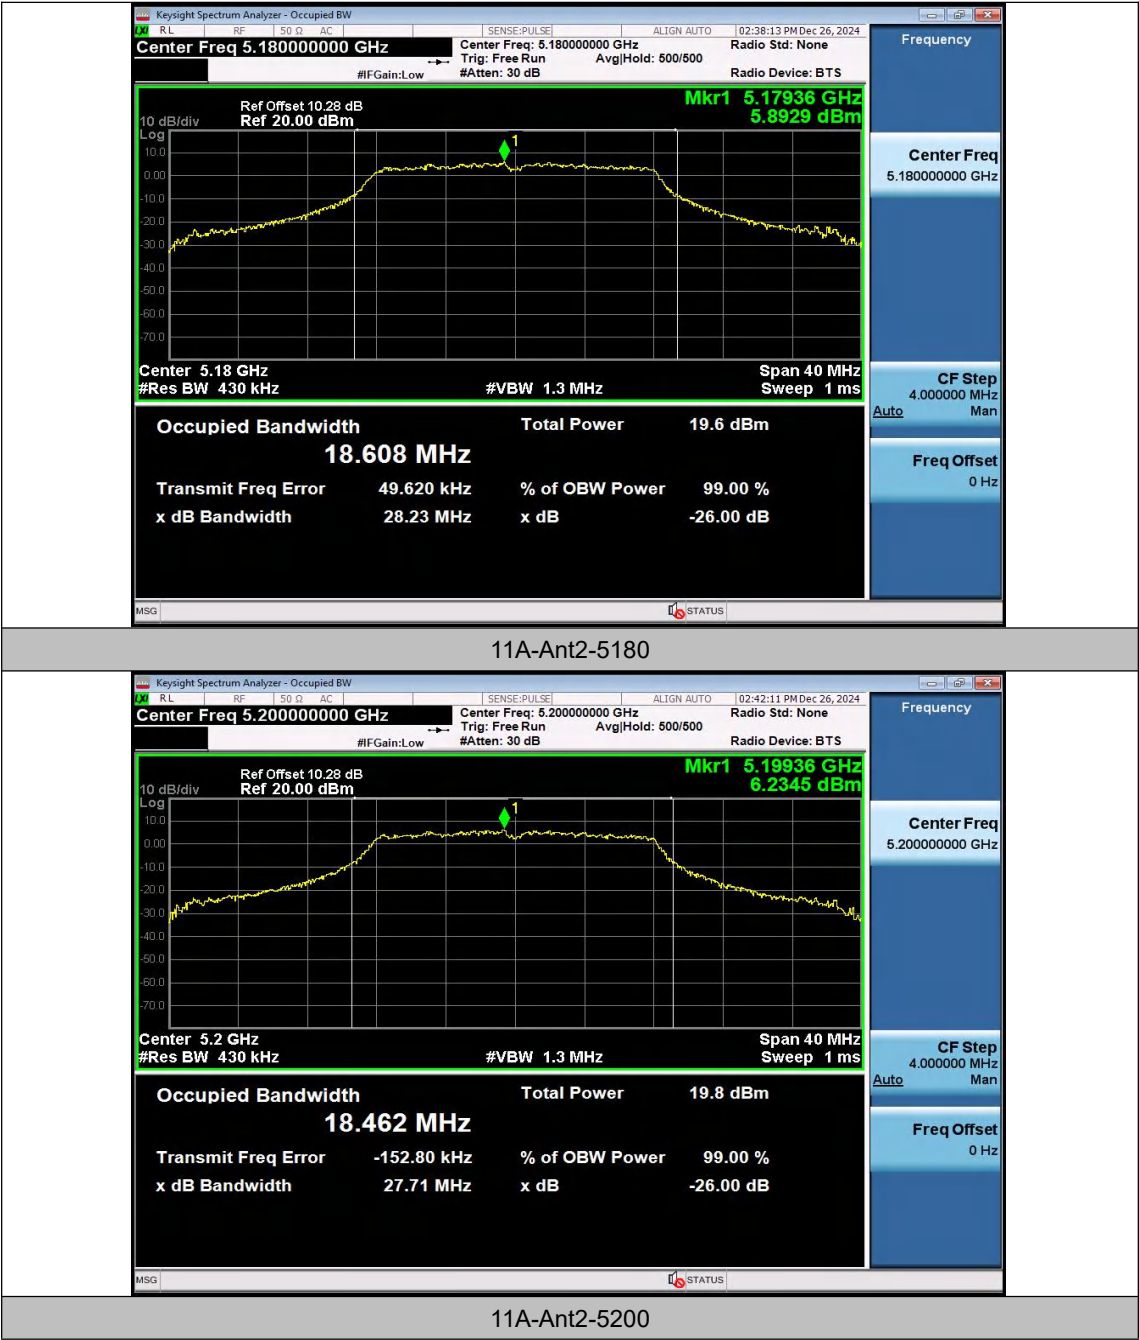 Keysight Spectrum Analyzer - Occupied BW
LXI RL RF 50 Ω AC SENSE:PULSE ALIGN AUTO 02:38:13 PM Dec 26, 2024
Center Freq 5.180000000 GHz
Center Freq: 5.180000000 GHz
Radio Std: None
Trig: Free Run Avg|Hold: 500/500
#IFGain:Low
#Atten: 30 dB
Radio Device: BTS
Frequency
Mkr1 5.17936 GHz
5.8929 dBm
Ref Offset 10.28 dB
10 dB/div Ref 20.00 dBm
Log
10.0
0.00
-10.0
-20.0
-30.0
-40.0
-50.0
-60.0
-70.0
1
Center 5.18 GHz Span 40 MHz
#Res BW 430 kHz #VBW 1.3 MHz Sweep 1 ms
Center Freq
5.180000000 GHz
CF Step
4.000000 MHz
Auto Man
Freq Offset
0 Hz
Occupied Bandwidth Total Power 19.6 dBm
18.608 MHz
Transmit Freq Error 49.620 kHz % of OBW Power 99.00 %
x dB Bandwidth 28.23 MHz x dB -26.00 dB
MSG STATUS
11A-Ant2-5180
Keysight Spectrum Analyzer - Occupied BW
LXI RL RF 50 Ω AC SENSE:PULSE ALIGN AUTO 02:42:11 PM Dec 26, 2024
Center Freq 5.200000000 GHz
Center Freq: 5.200000000 GHz
Radio Std: None
Trig: Free Run Avg|Hold: 500/500
#IFGain:Low
#Atten: 30 dB
Radio Device: BTS
Frequency
Mkr1 5.19936 GHz
6.2345 dBm
Ref Offset 10.28 dB
10 dB/div Ref 20.00 dBm
Log
10.0
0.00
-10.0
-20.0
-30.0
-40.0
-50.0
-60.0
-70.0
1
Center 5.2 GHz Span 40 MHz
#Res BW 430 kHz #VBW 1.3 MHz Sweep 1 ms
Center Freq
5.200000000 GHz
CF Step
4.000000 MHz
Auto Man
Freq Offset
0 Hz
Occupied Bandwidth Total Power 19.8 dBm
18.462 MHz
Transmit Freq Error -152.80 kHz % of OBW Power 99.00 %
x dB Bandwidth 27.71 MHz x dB -26.00 dB
MSG STATUS
11A-Ant2-5200